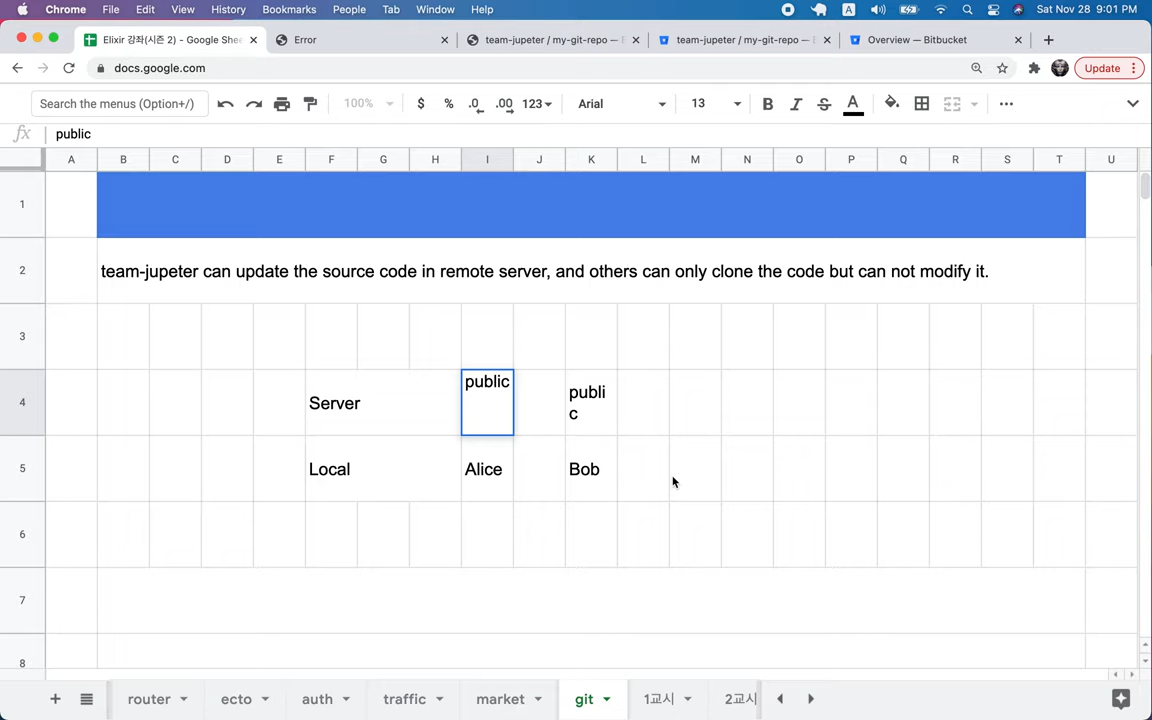 Chrome File Edit View History Bookmarks People Tab Window Help A Sat Nov 28 9:01 PM
Elixir 강좌(시즌 2) - Google Shee Error team-jupeter / my-git-repo — team-jupeter / my-git-repo — Overview — Bitbucket
docs.google.com Update
Search the menus (Option+/) 100% $ % .0 .00 123 Arial 13 B I S A
fx public
A B C D E F G H I J K L M N O P Q R S T U
1
2 team-jupeter can update the source code in remote server, and others can only clone the code but can not modify it.
3
4 Server public publi
c
5 Local Alice Bob
6
7
8
router ecto auth traffic market git 1교시 2교시